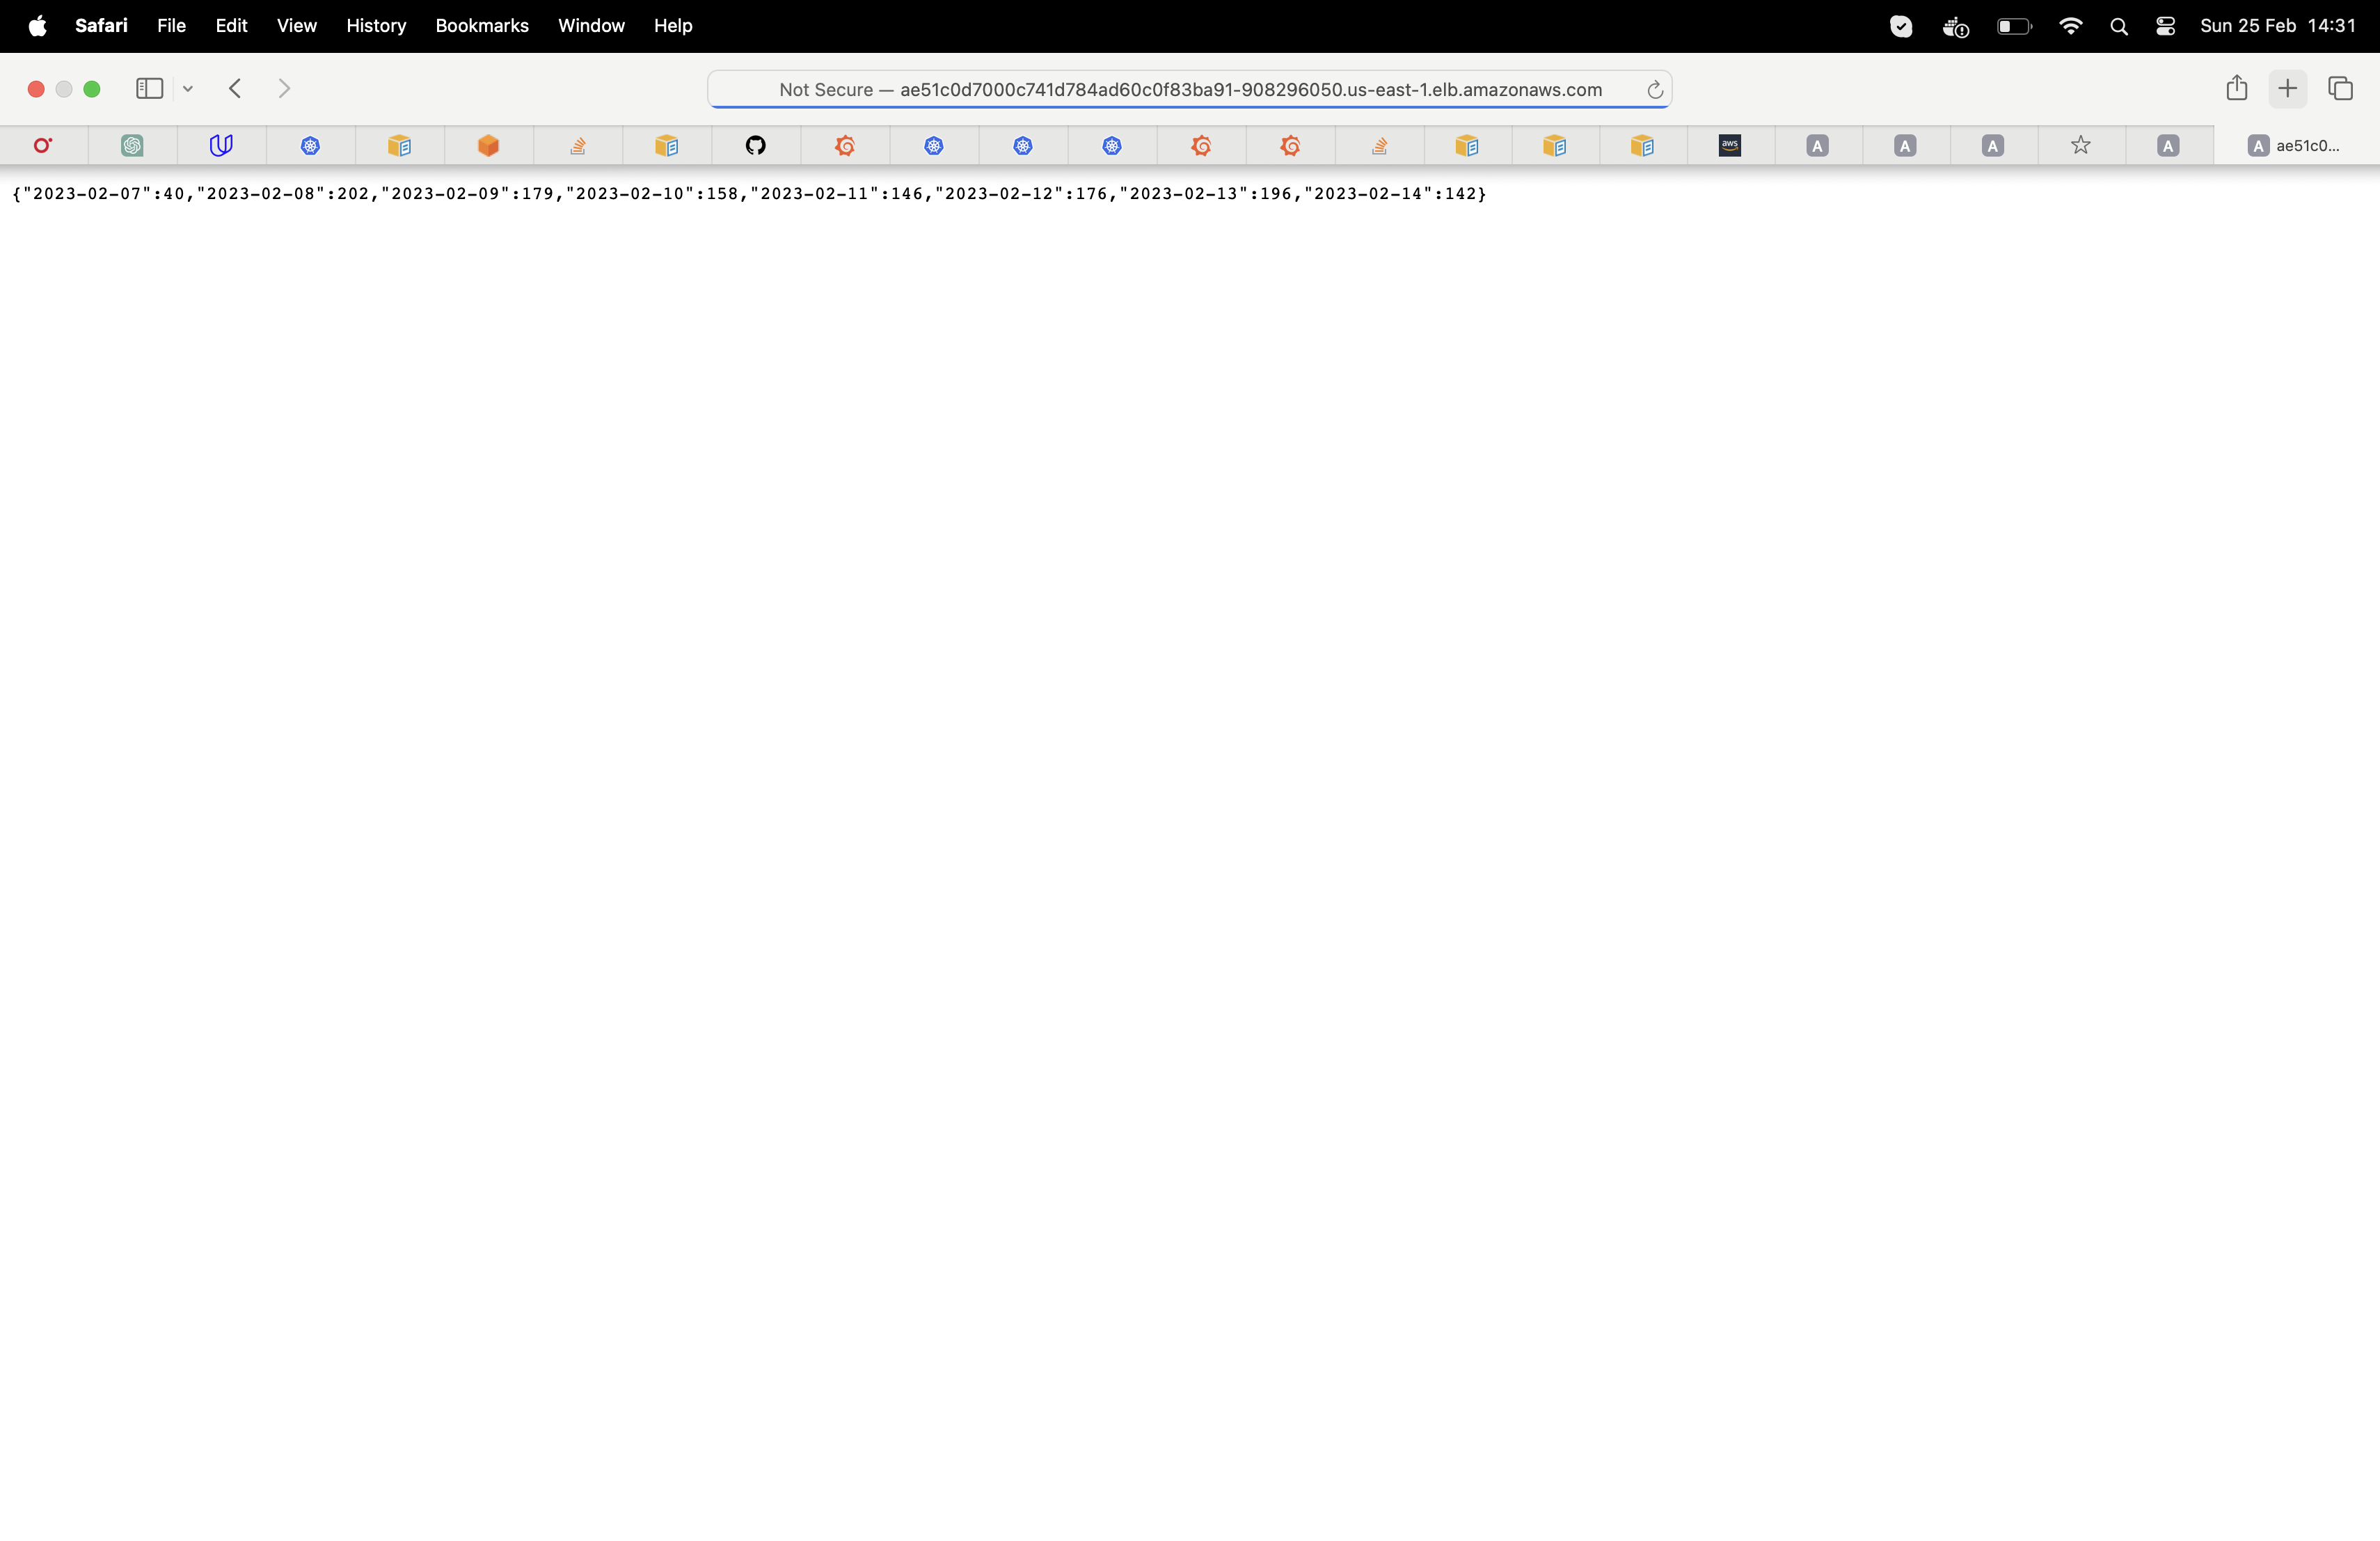 Safari File Edit View History Bookmarks Window Help Sun 25 Feb 14:31
Not Secure — ae51c0d7000c741d784ad60c0f83ba91-908296050.us-east-1.elb.amazonaws.com
aws A A A A A ae51c0...
{"2023-02-07":40,"2023-02-08":202,"2023-02-09":179,"2023-02-10":158,"2023-02-11":146,"2023-02-12":176,"2023-02-13":196,"2023-02-14":142}